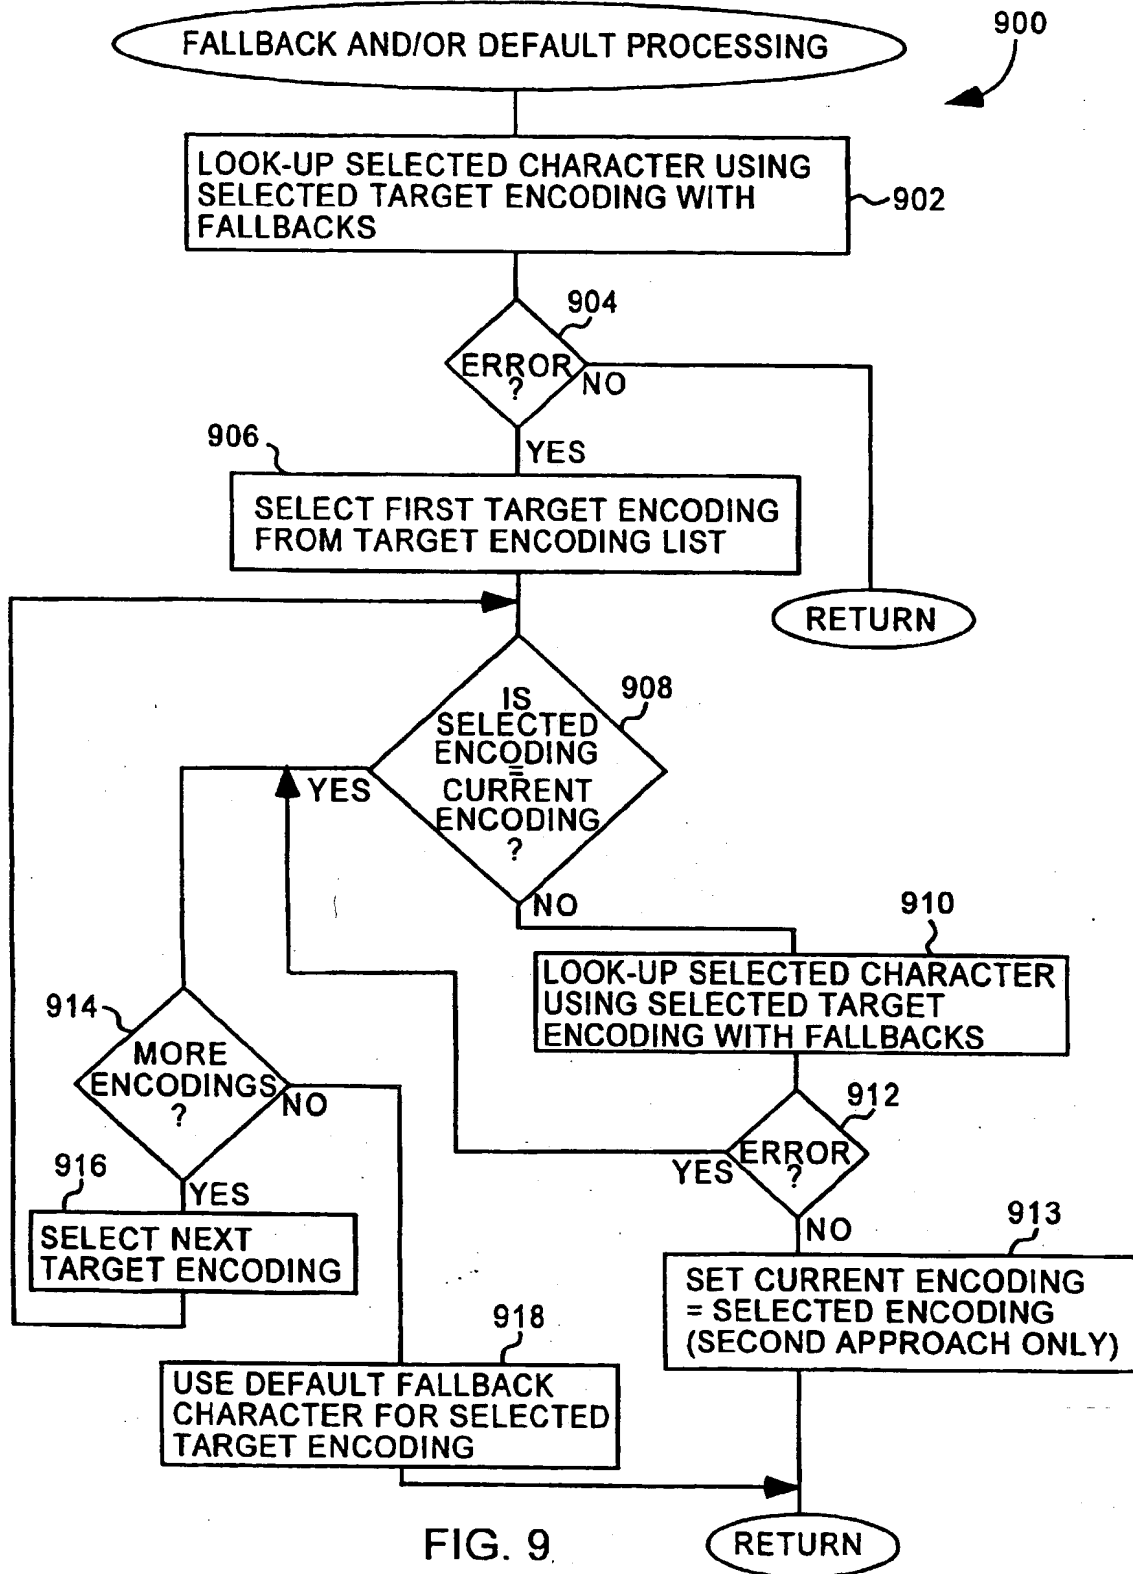 FALLBACK AND/OR DEFAULT PROCESSING
900
LOOK-UP SELECTED CHARACTER USING
SELECTED TARGET ENCODING WITH
FALLBACKS
902
904
ERROR
?
NO
YES
906
SELECT FIRST TARGET ENCODING
FROM TARGET ENCODING LIST
RETURN
908
IS
SELECTED
ENCODING
=
CURRENT
ENCODING
?
YES
NO
910
LOOK-UP SELECTED CHARACTER
USING SELECTED TARGET
ENCODING WITH FALLBACKS
914
MORE
ENCODINGS
?
NO
912
ERROR
?
YES
916
YES
NO
SELECT NEXT
TARGET ENCODING
913
SET CURRENT ENCODING
= SELECTED ENCODING
(SECOND APPROACH ONLY)
918
USE DEFAULT FALLBACK
CHARACTER FOR SELECTED
TARGET ENCODING
RETURN
FIG. 9